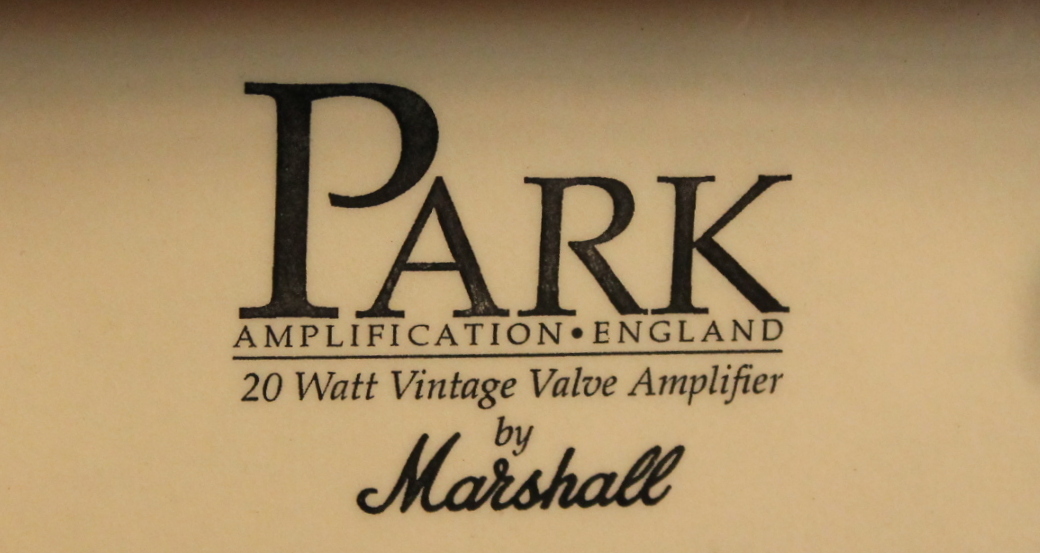 PARK
AMPLIFICATION•ENGLAND
20 Watt Vintage Valve Amplifier
by
Marshall